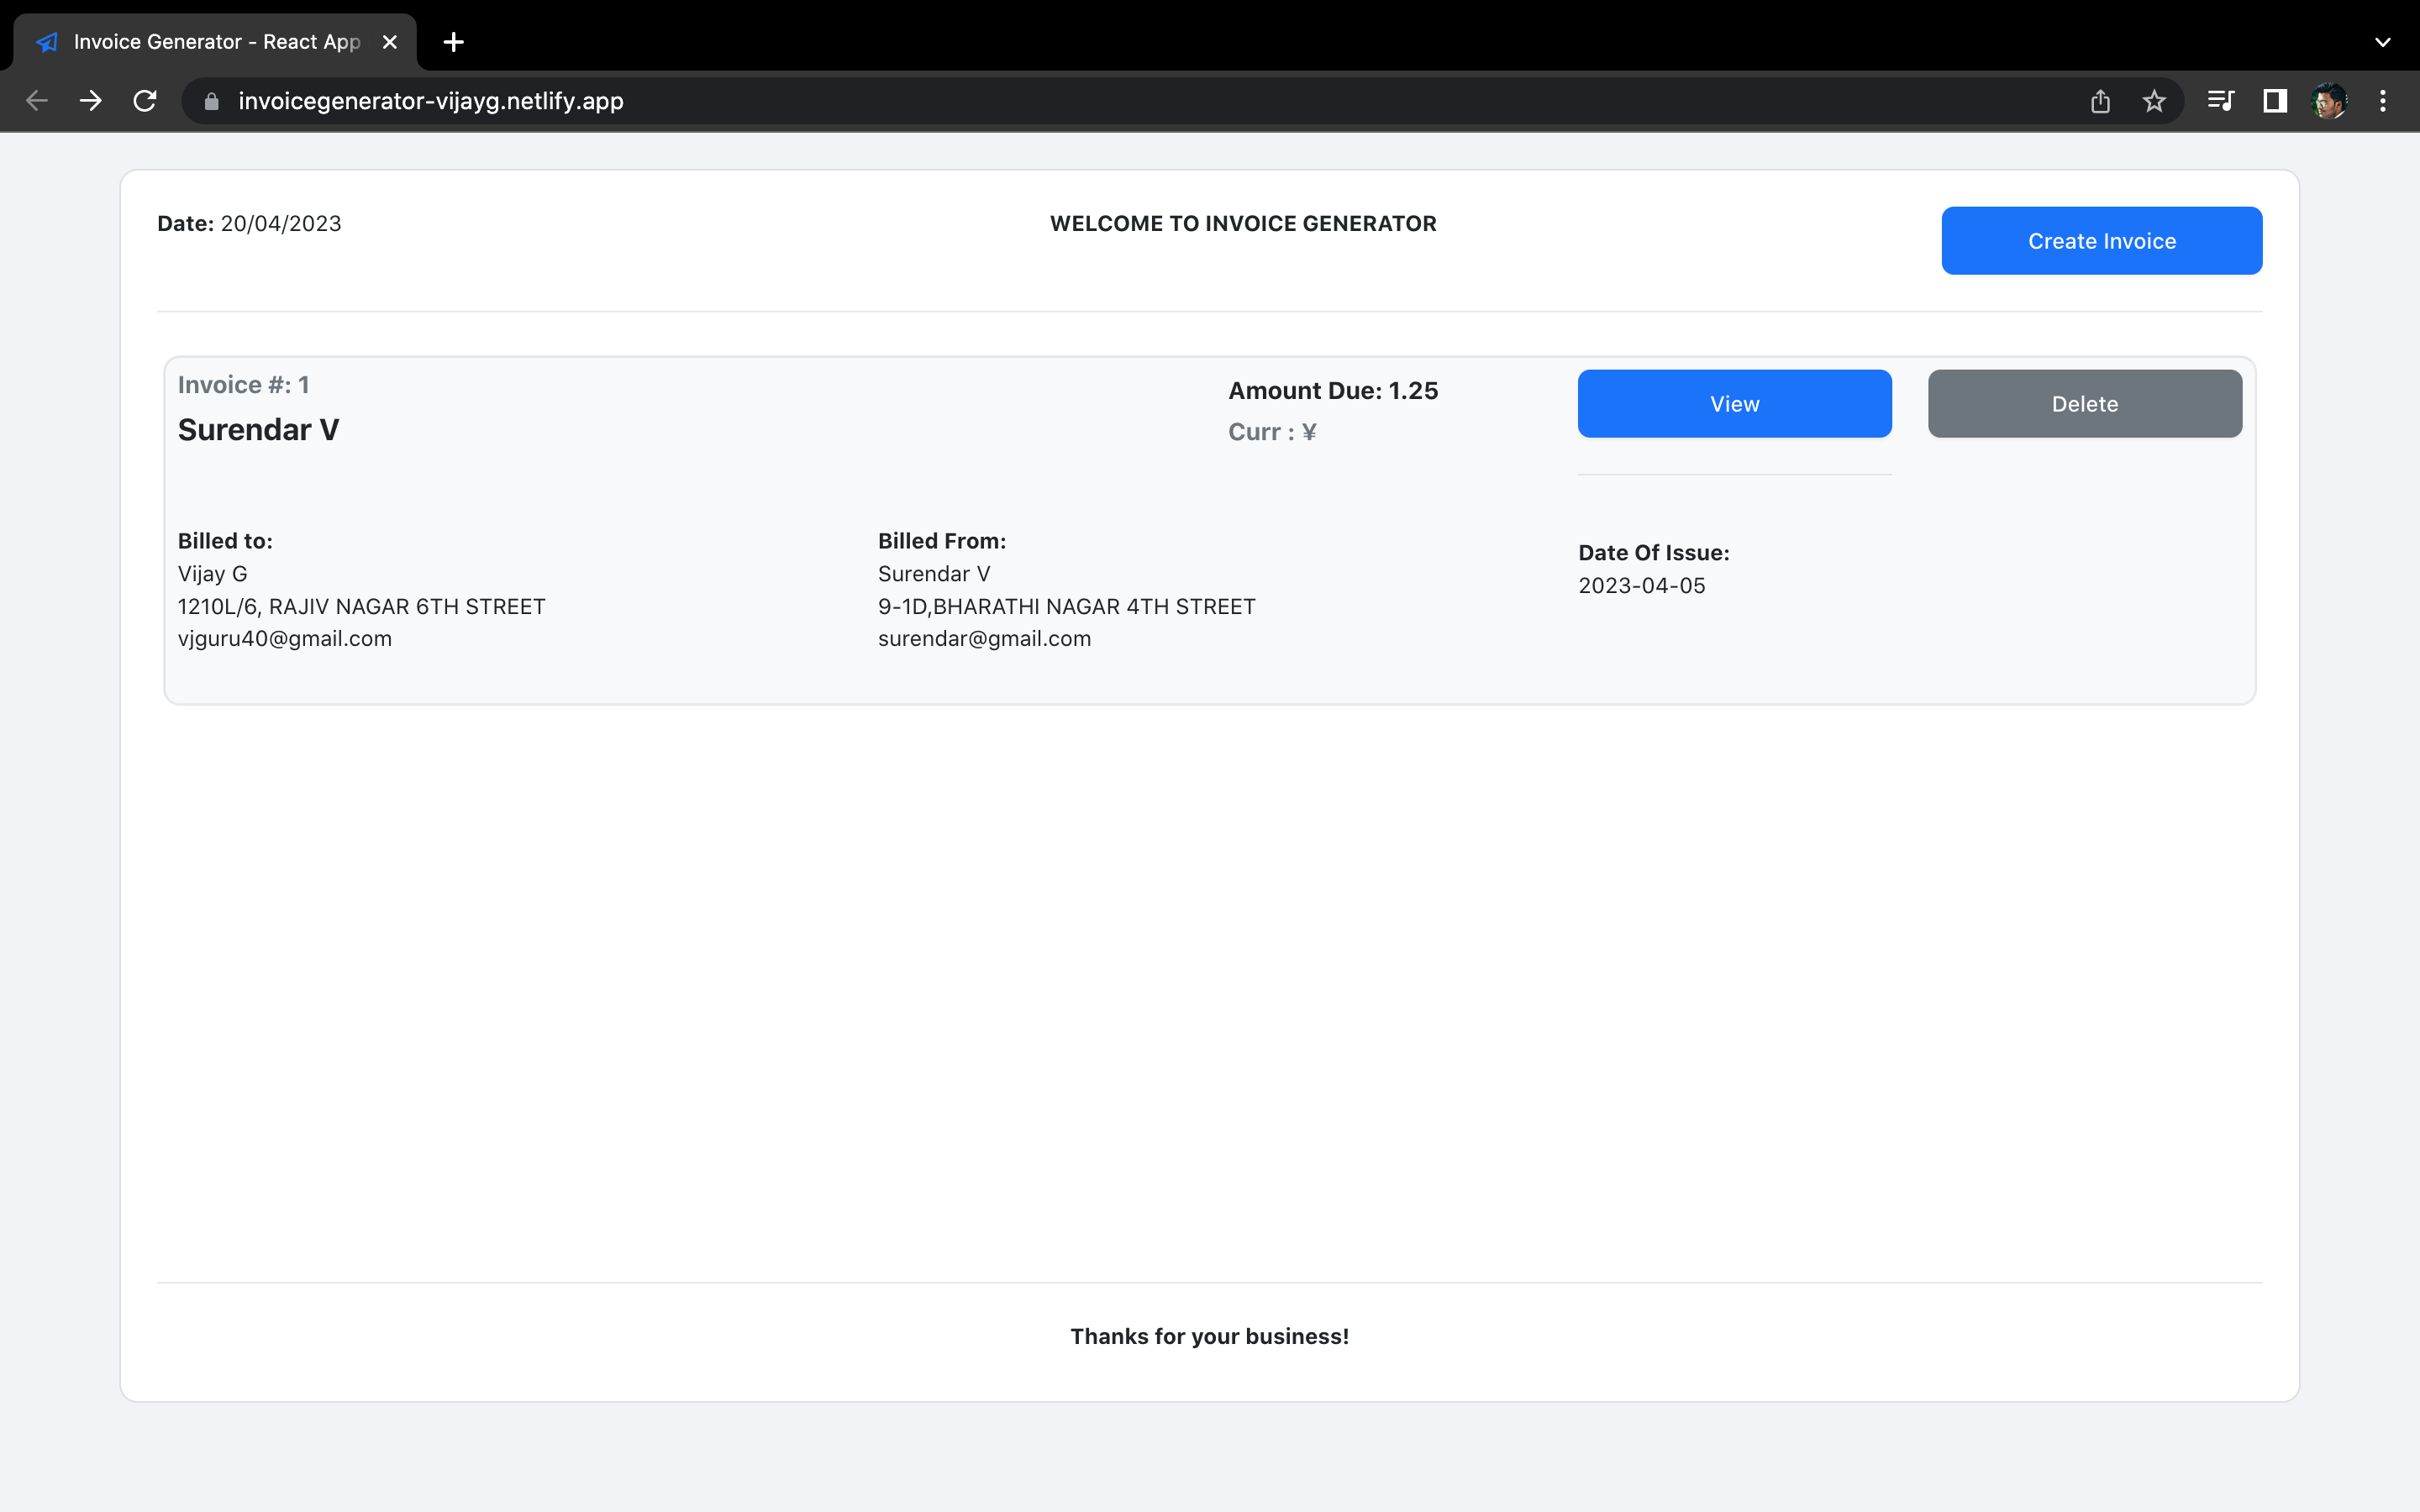 Invoice Generator - React App
invoicegenerator-vijayg.netlify.app
Date: 20/04/2023
WELCOME TO INVOICE GENERATOR
Create Invoice
Invoice #: 1
Surendar V
Amount Due: 1.25
Curr : ¥
View
Delete
Billed to:
Vijay G
1210L/6, RAJIV NAGAR 6TH STREET
vjguru40@gmail.com
Billed From:
Surendar V
9-1D,BHARATHI NAGAR 4TH STREET
surendar@gmail.com
Date Of Issue:
2023-04-05
Thanks for your business!